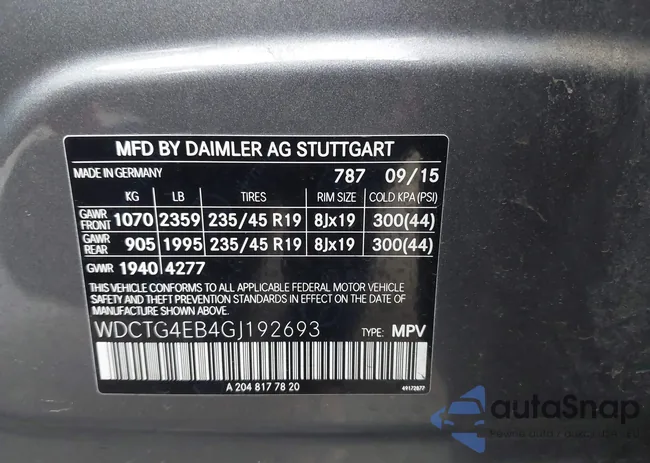 MFD BY DAIMLER AG STUTTGART
MADE IN GERMANY 787 09/15
KG LB TIRES RIM SIZE COLD KPA (PSI)
GAWR FRONT 1070 2359 235/45 R19 8Jx19 300(44)
GAWR REAR 905 1995 235/45 R19 8Jx19 300(44)
GVWR 1940 4277
THIS VEHICLE CONFORMS TO ALL APPLICABLE FEDERAL MOTOR VEHICLE
SAFETY AND THEFT PREVENTION STANDARDS IN EFFECT ON THE DATE OF
MANUFACTURE SHOWN ABOVE.
WDCTG4EB4GJ192693 TYPE: MPV
A 204 817 78 20 49172877
autaSnap